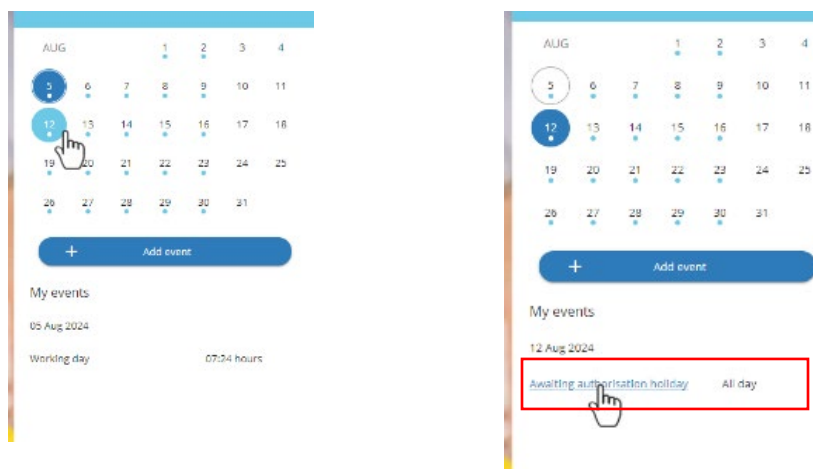 AUG 1 2 3 4
5 6 7 8 9 10 11
12 13 14 15 16 17 18
19 20 21 22 23 24 25
26 27 28 29 30 31
+ Add event
My events
05 Aug 2024
Working day 07:24 hours
AUG 1 2 3 4
5 6 7 8 9 10 11
12 13 14 15 16 17 18
19 20 21 22 23 24 25
26 27 28 29 30 31
+ Add event
My events
12 Aug 2024
Awaiting authorisation holiday All day